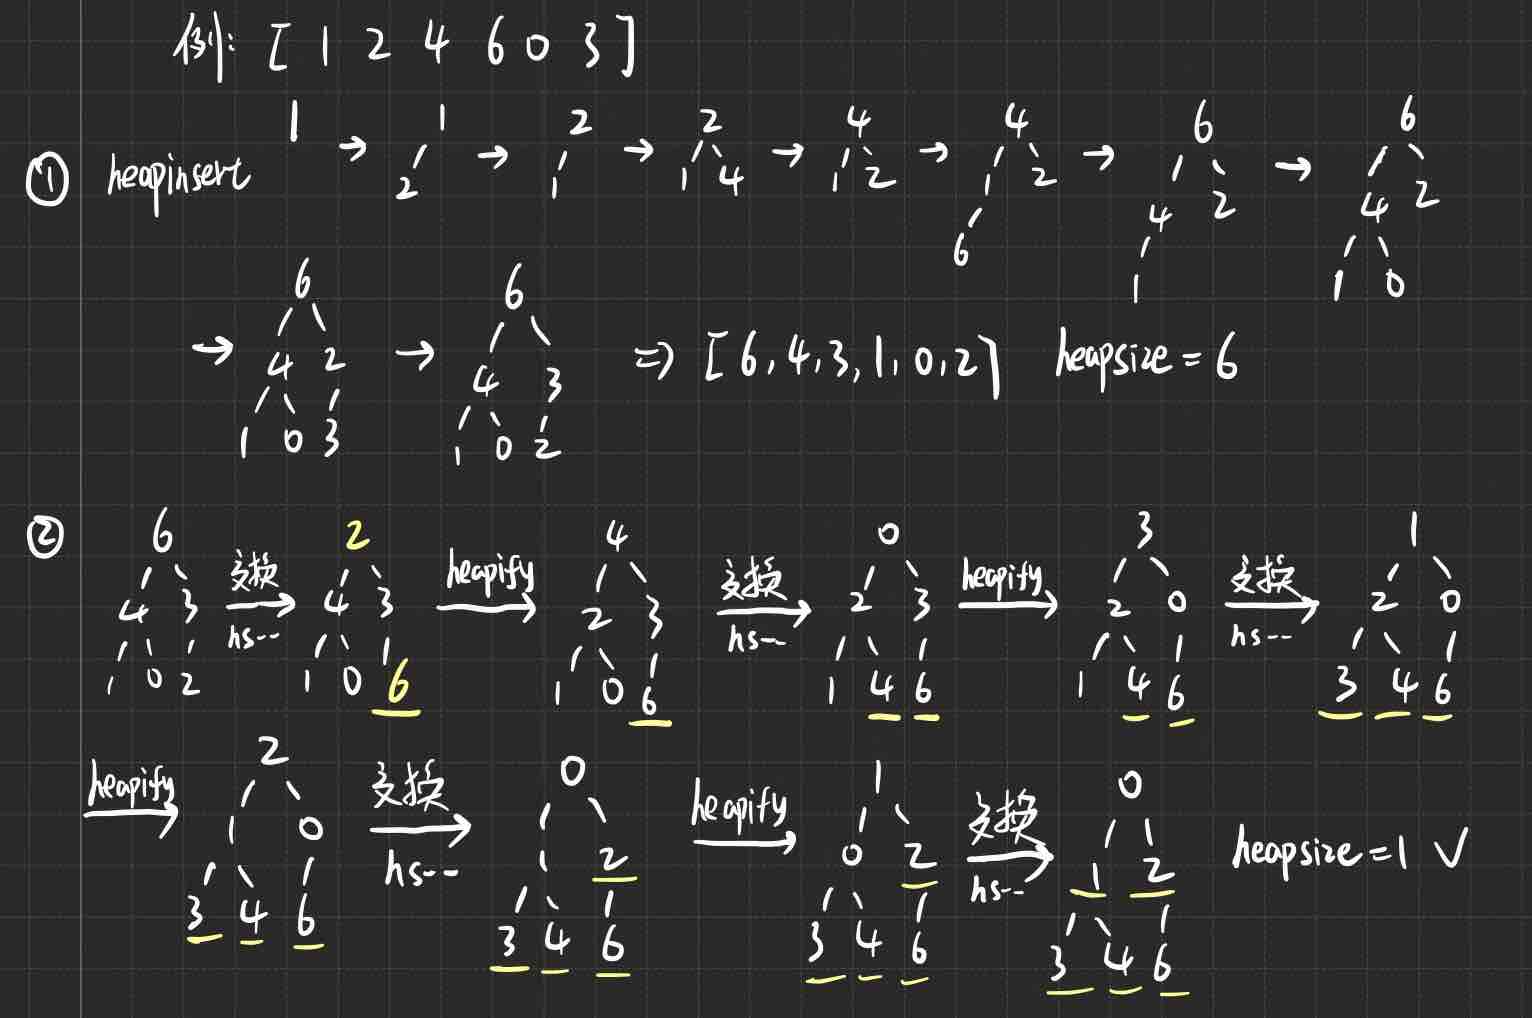 例: [ 1 2 4 6 0 3 ]
① heapinsert
1 → 1 → 2 → 2 → 4 → 4 → 6 → 6
2 1 1 4 1 2 1 2 4 2 4 2
6 1 1 0
→ 6 → 6 ⇒ [ 6, 4, 3, 1, 0, 2 ] heapsize = 6
4 2 4 3
1 0 3 1 0 2
② 6 2 4 0 3 1
交换 heapify 交换 heapify 交换
4 3 4 3 2 3 2 3 2 0 2 0
hs-- hs-- hs--
1 0 2 1 0 6 1 0 6 1 4 6 1 4 6 3 4 6
2 0 1 0
heapify 交换 heapify 交换
1 0 1 2 0 2 1 2 heapsize = 1 √
hs-- hs--
3 4 6 3 4 6 3 4 6 3 4 6